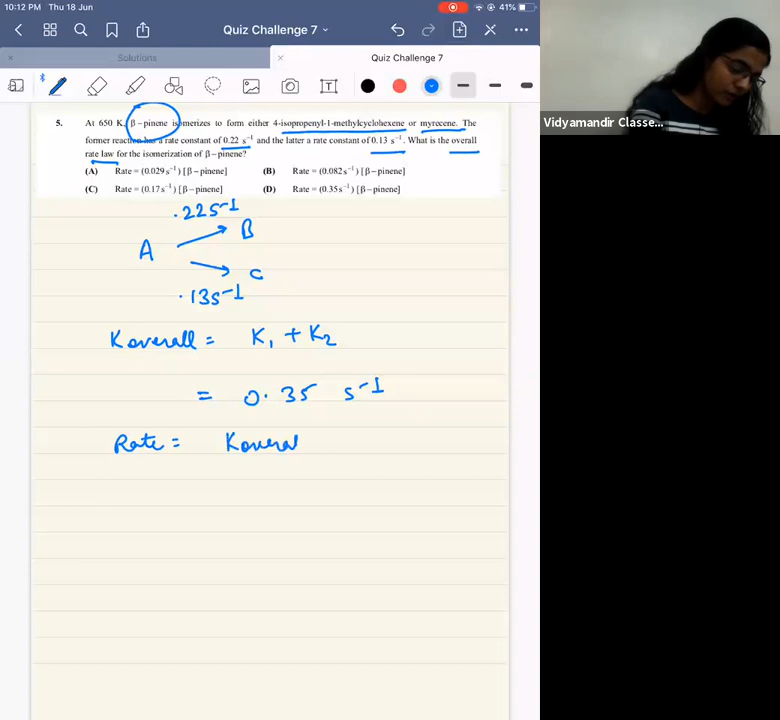 10:12 PM Thu 18 Jun
41%
Quiz Challenge 7
Solutions
Quiz Challenge 7
Vidyamandir Classe...
5. At 650 K, β-pinene isomerizes to form either 4-isopropenyl-1-methylcyclohexene or myrecene. The
former reaction has a rate constant of 0.22 s⁻¹ and the latter a rate constant of 0.13 s⁻¹. What is the overall
rate law for the isomerization of β-pinene?
(A) Rate = (0.029 s⁻¹) [β-pinene] (B) Rate = (0.082 s⁻¹) [β-pinene]
(C) Rate = (0.17 s⁻¹) [β-pinene] (D) Rate = (0.35 s⁻¹) [β-pinene]
.22 s⁻¹
B
A
C
.13 s⁻¹
K overall = K₁ + K₂
= 0.35 s⁻¹
Rate = Koveral